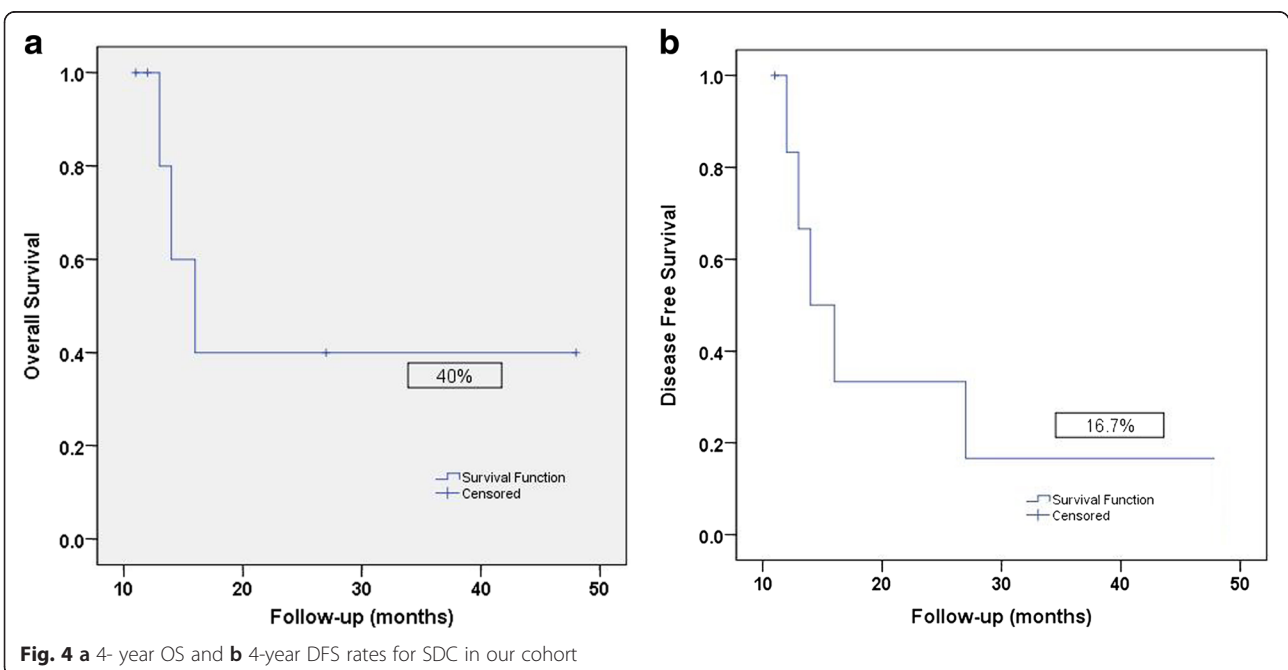 a
1.0
0.8
0.6
0.4
0.2
0.0
Overall Survival
40%
Survival Function
Censored
10 20 30 40 50
Follow-up (months)
b
1.0
0.8
0.6
0.4
0.2
0.0
Disease Free Survival
16.7%
Survival Function
Censored
10 20 30 40 50
Follow-up (months)
Fig. 4 a 4- year OS and b 4-year DFS rates for SDC in our cohort